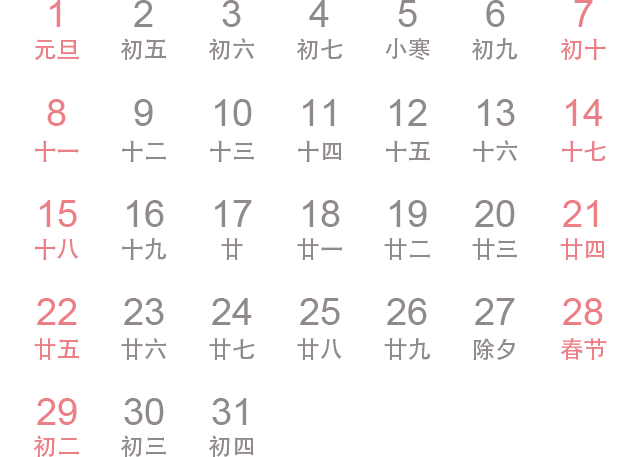 1 2 3 4 5 6 7
元旦 初五 初六 初七 小寒 初九 初十
8 9 10 11 12 13 14
十一 十二 十三 十四 十五 十六 十七
15 16 17 18 19 20 21
十八 十九 廿 廿一 廿二 廿三 廿四
22 23 24 25 26 27 28
廿五 廿六 廿七 廿八 廿九 除夕 春节
29 30 31
初二 初三 初四